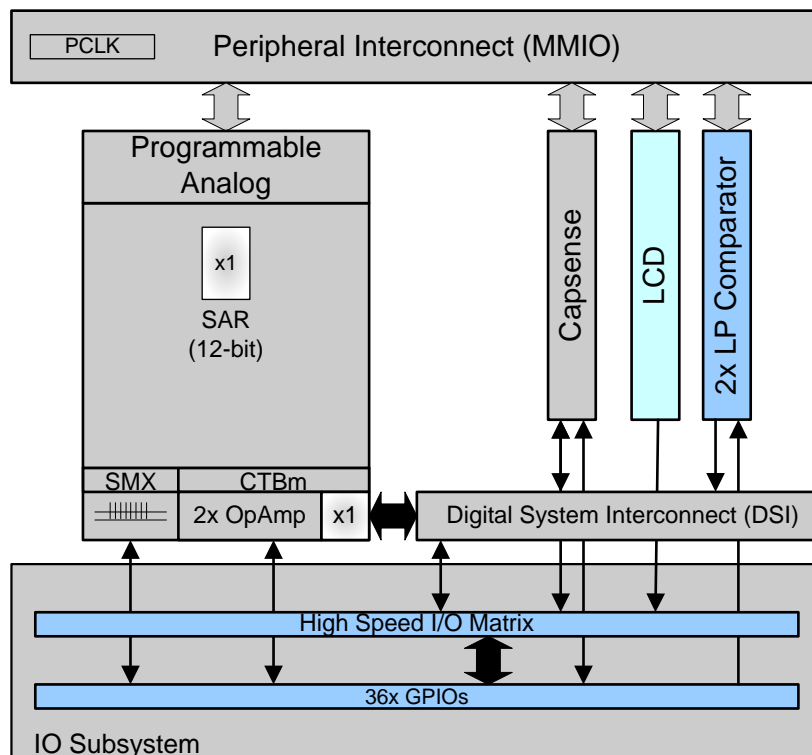 PCLK
Peripheral Interconnect (MMIO)
Programmable
Analog
x1
SAR
(12-bit)
Capsense
LCD
2x LP Comparator
SMX
CTBm
2x OpAmp
x1
Digital System Interconnect (DSI)
High Speed I/O Matrix
36x GPIOs
IO Subsystem